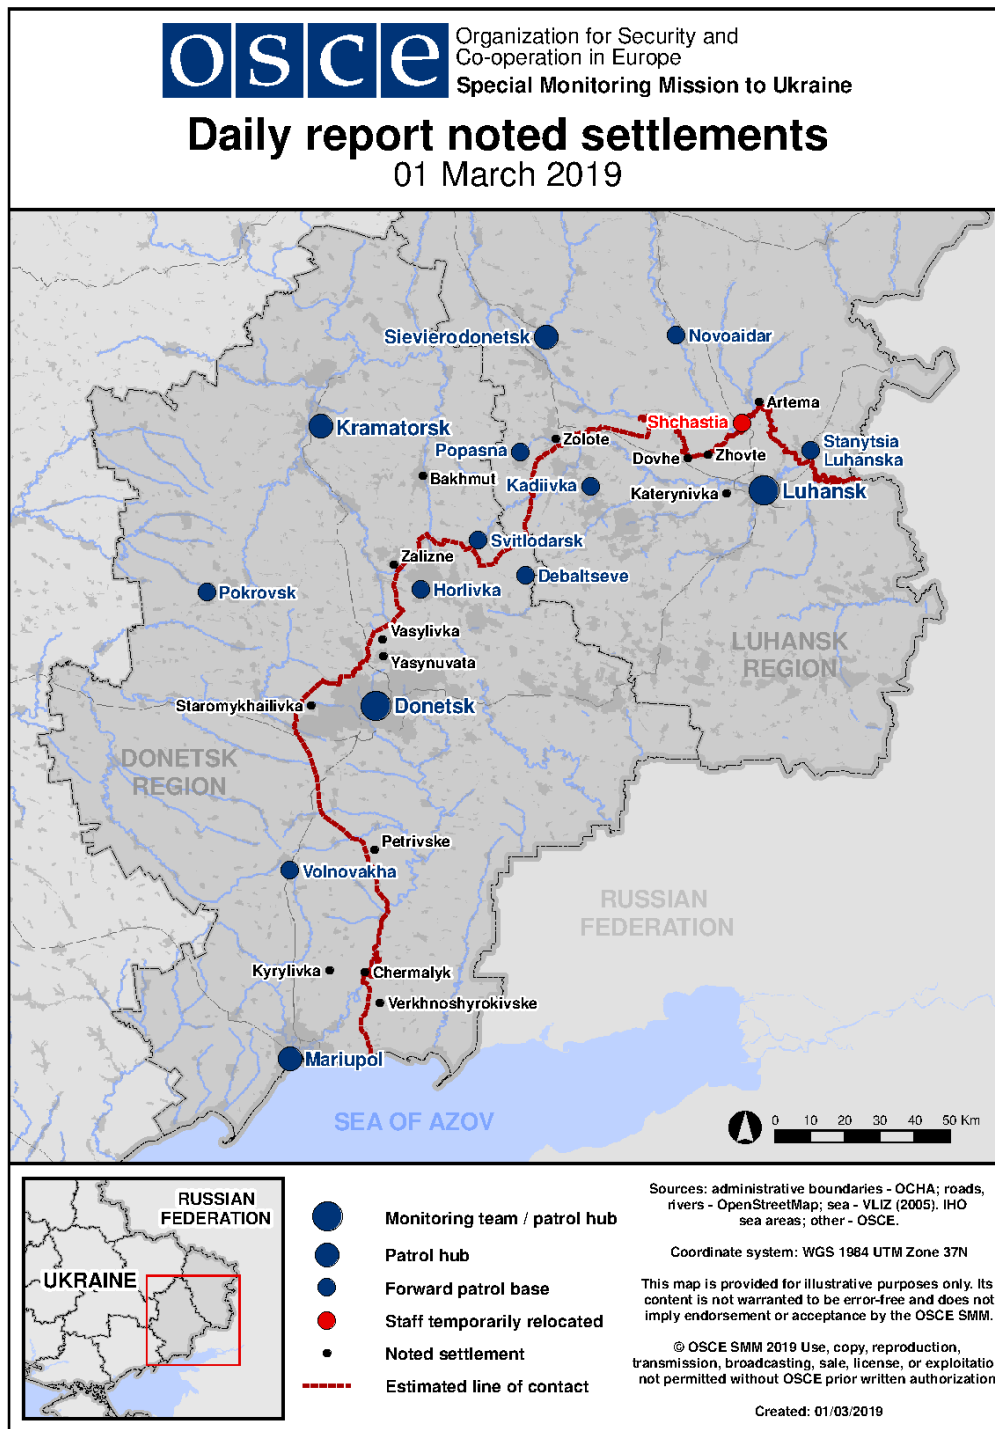 osce
Organization for Security and
Co-operation in Europe
Special Monitoring Mission to Ukraine
Daily report noted settlements
01 March 2019
Sievierodonetsk
Novoaidar
Artema
Shchastia
Kramatorsk
Zolote
Popasna
Stanytsia
Luhanska
Dovhe
Zhovte
Bakhmut
Kadiivka
Katerynivka
Luhansk
Svitlodarsk
Zalizne
Debaltseve
Pokrovsk
Horlivka
Vasylivka
LUHANSK
REGION
Yasynuvata
Staromykhailivka
Donetsk
DONETSK
REGION
Petrivske
Volnovakha
RUSSIAN
FEDERATION
Kyrylivka
Chermalyk
Verkhnoshyrokivske
Mariupol
SEA OF AZOV
0 10 20 30 40 50 Km
RUSSIAN
FEDERATION
UKRAINE
Monitoring team / patrol hub
Patrol hub
Forward patrol base
Staff temporarily relocated
Noted settlement
Estimated line of contact
Sources: administrative boundaries - OCHA; roads,
rivers - OpenStreetMap; sea - VLIZ (2005). IHO
sea areas; other - OSCE.
Coordinate system: WGS 1984 UTM Zone 37N
This map is provided for illustrative purposes only. Its
content is not warranted to be error-free and does not
imply endorsement or acceptance by the OSCE SMM.
© OSCE SMM 2019 Use, copy, reproduction,
transmission, broadcasting, sale, license, or exploitatio
not permitted without OSCE prior written authorization
Created: 01/03/2019